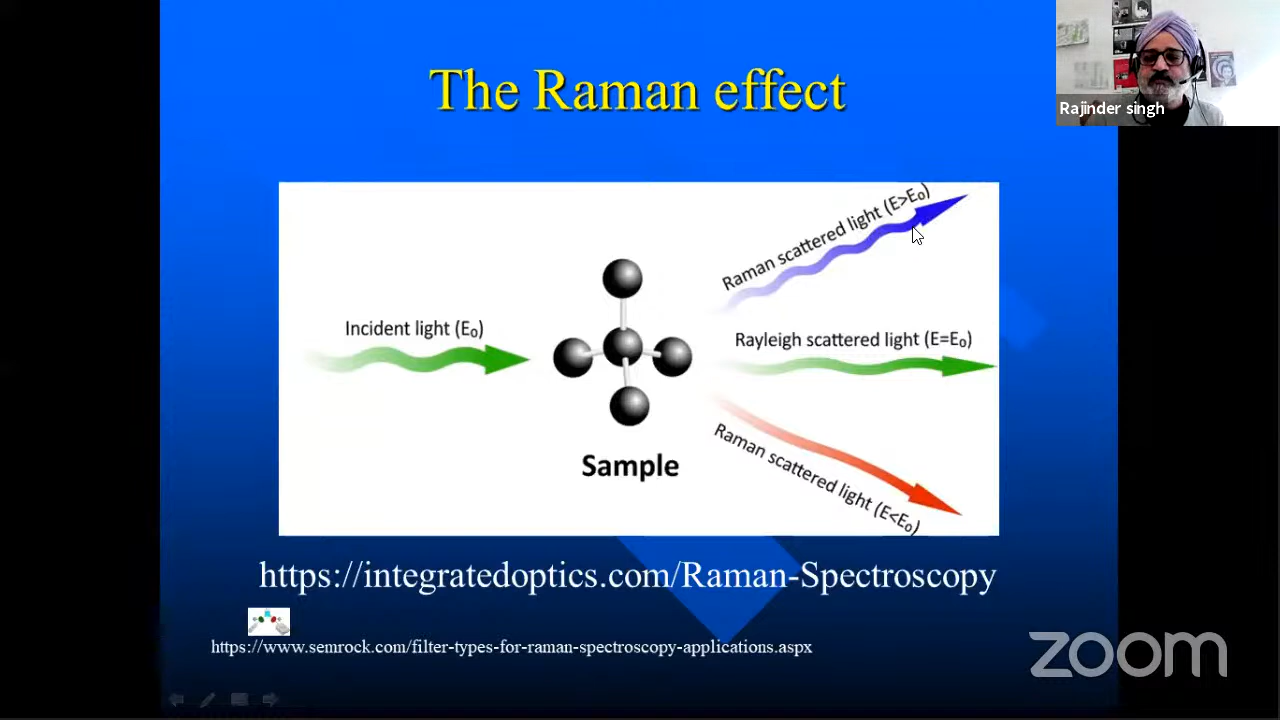 The Raman effect
Rajinder singh
Raman scattered light (E>E₀)
Incident light (E₀)
Rayleigh scattered light (E=E₀)
Raman scattered light (E<E₀)
Sample
https://integratedoptics.com/Raman-Spectroscopy
https://www.semrock.com/filter-types-for-raman-spectroscopy-applications.aspx
zoom